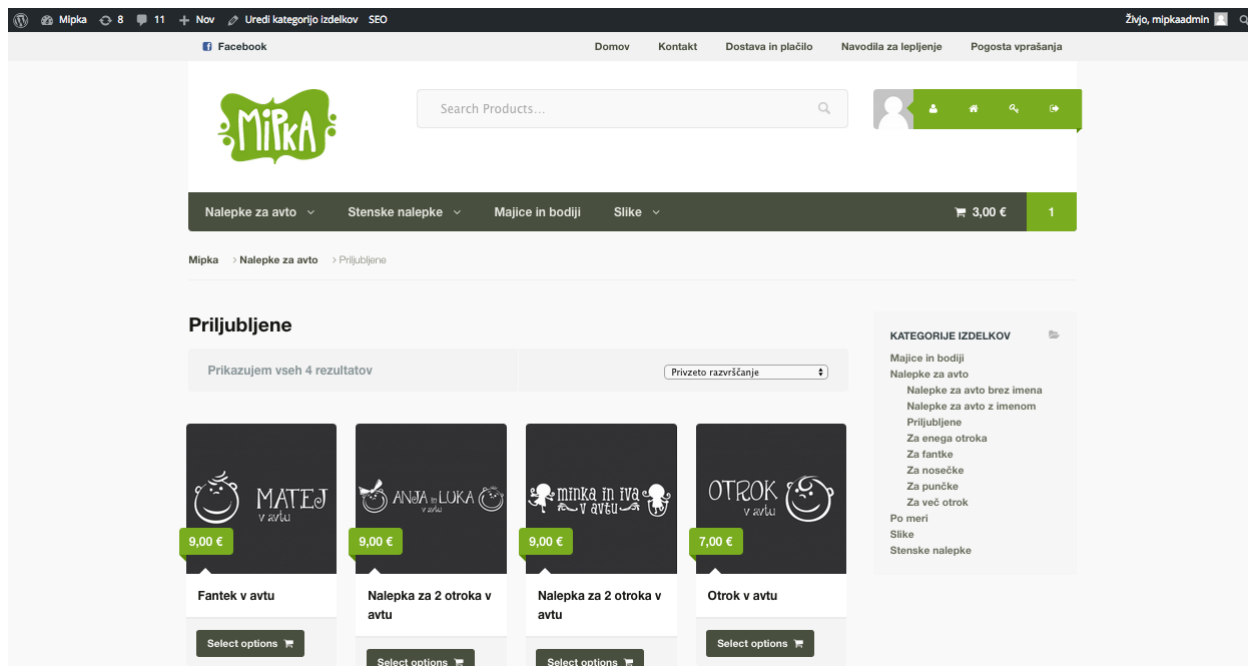 Mipka 8 11 + Nov Uredi kategorijo izdelkov SEO Živjo, mipkaadmin
Facebook Domov Kontakt Dostava in plačilo Navodila za lepljenje Pogosta vprašanja
MiPKA
Search Products...
Nalepke za avto Stenske nalepke Majice in bodiji Slike 3,00 € 1
Mipka > Nalepke za avto > Priljubljene
Priljubljene
Prikazujem vseh 4 rezultatov
Privzeto razvrščanje
KATEGORIJE IZDELKOV
Majice in bodiji
Nalepke za avto
Nalepke za avto brez imena
Nalepke za avto z imenom
Priljubljene
Za enega otroka
Za fantke
Za nosečke
Za punčke
Za več otrok
Po meri
Slike
Stenske nalepke
MATEJ
v avtu
9,00 €
Fantek v avtu
Select options
ANJA in LUKA
v avtu
9,00 €
Nalepka za 2 otroka v
avtu
Select options
minka in iva
v avtu
9,00 €
Nalepka za 2 otroka v
avtu
Select options
OTROK
v avtu
7,00 €
Otrok v avtu
Select options